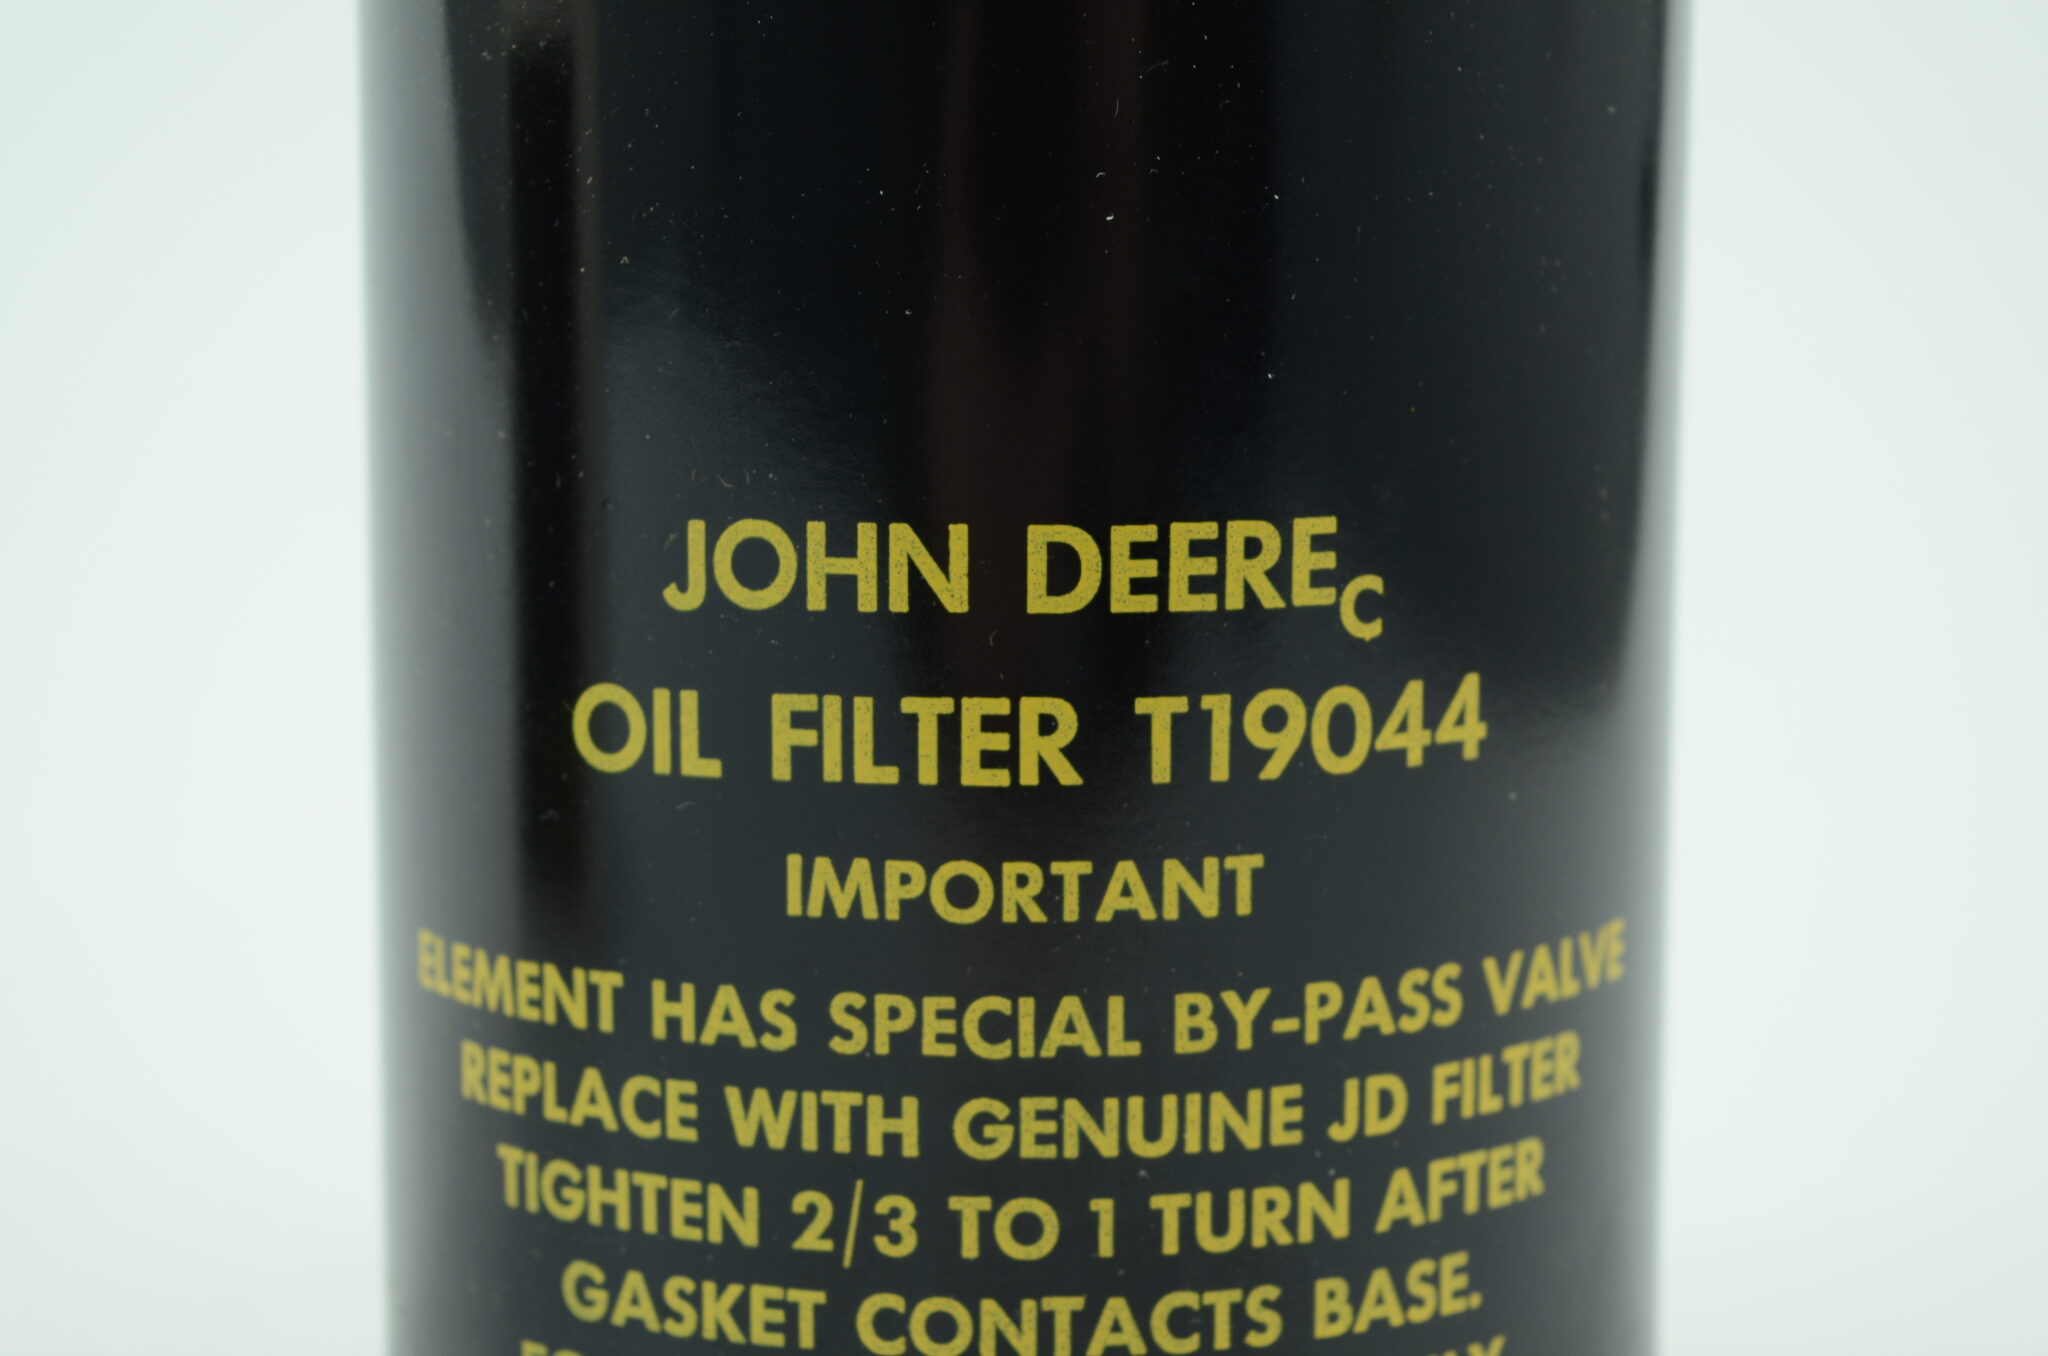 JOHN DEEREC
OIL FILTER T19044
IMPORTANT
ELEMENT HAS SPECIAL BY-PASS VALVE
REPLACE WITH GENUINE JD FILTER
TIGHTEN 2/3 TO 1 TURN AFTER
GASKET CONTACTS BASE.